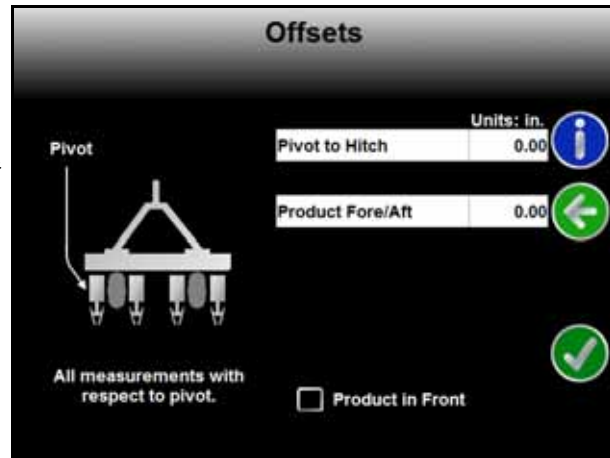 Offsets
Units: in.
Pivot
Pivot to Hitch 0.00
Product Fore/Aft 0.00
All measurements with
respect to pivot.
Product in Front